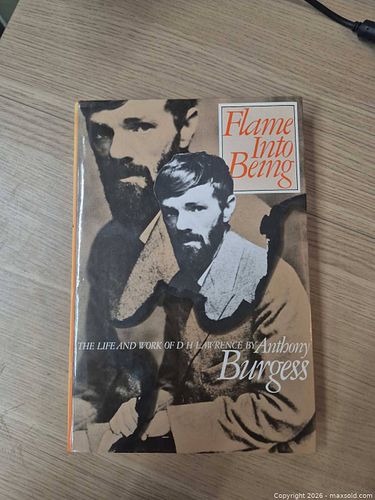 Flame
Into
Being
THE LIFE AND WORK OF D H LAWRENCE BY Anthony
Burgess
Copyright 2026 - maxsold.com